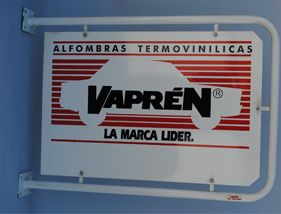 ALFOMBRAS TERMOVINILICAS
VAPRÉN®
LA MARCA LIDER.